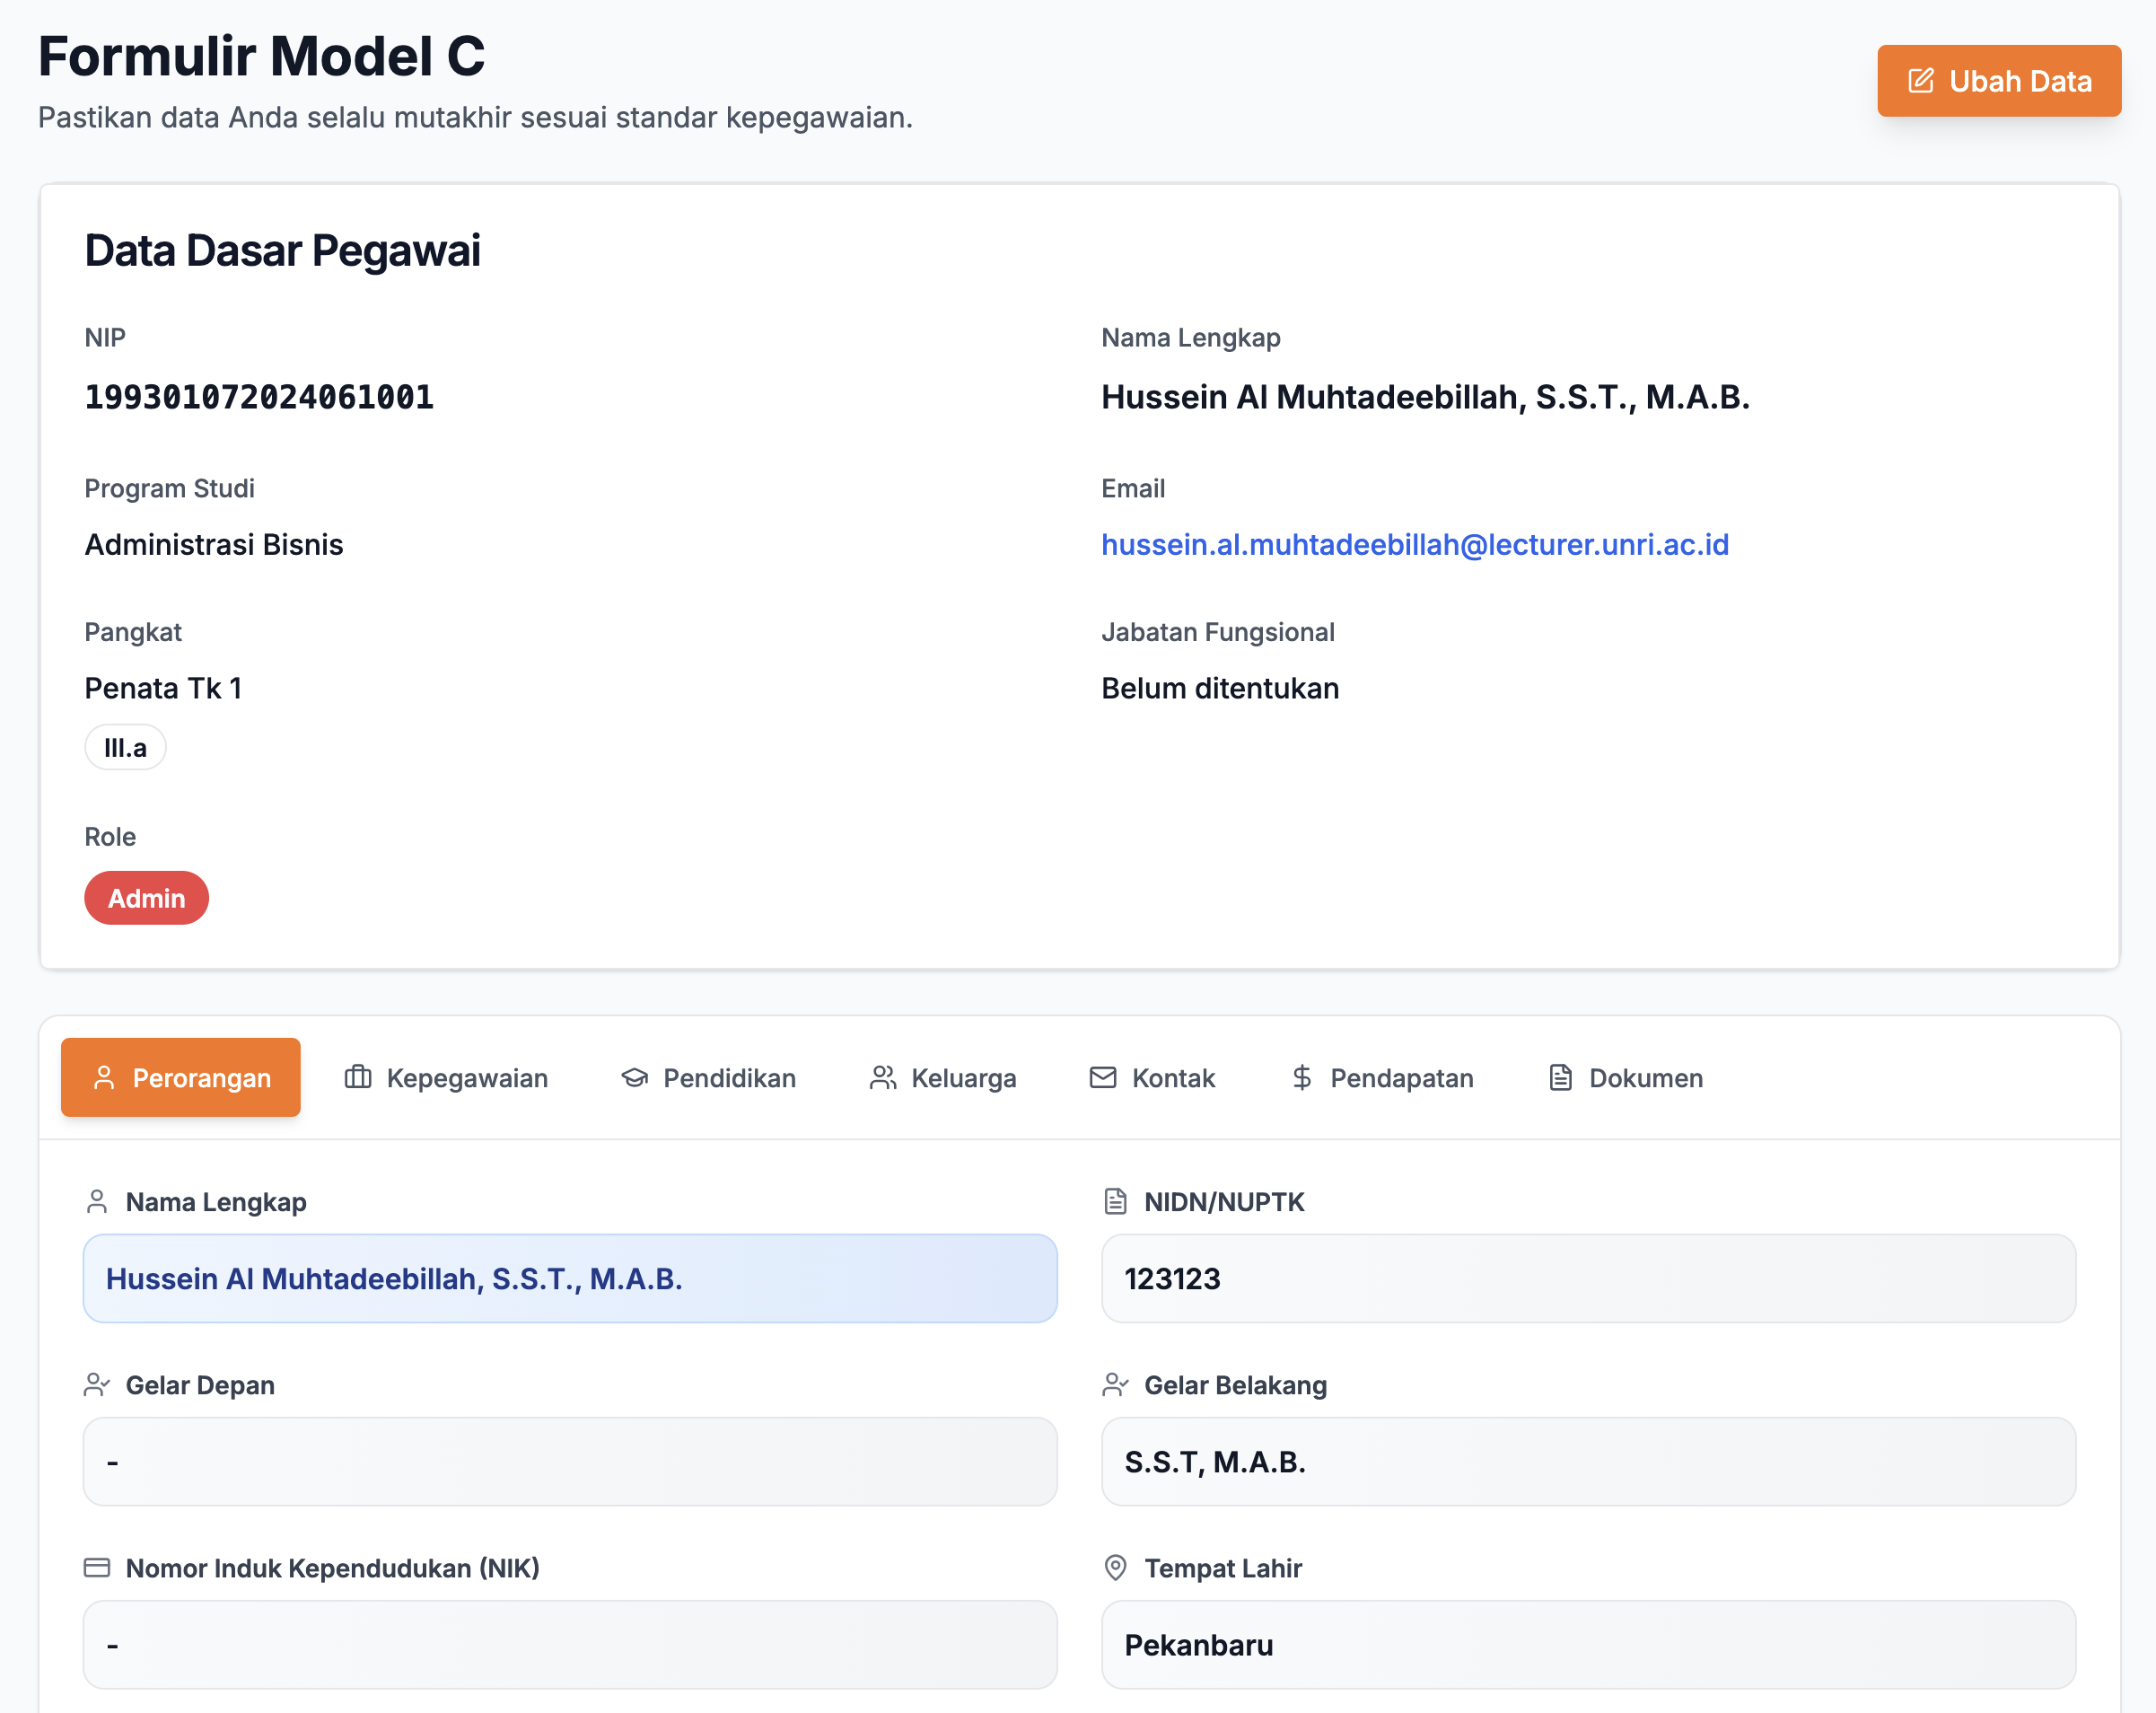 Formulir Model C
Pastikan data Anda selalu mutakhir sesuai standar kepegawaian.
Ubah Data
Data Dasar Pegawai
NIP
199301072024061001
Nama Lengkap
Hussein Al Muhtadeebillah, S.S.T., M.A.B.
Program Studi
Administrasi Bisnis
Email
hussein.al.muhtadeebillah@lecturer.unri.ac.id
Pangkat
Penata Tk 1
III.a
Jabatan Fungsional
Belum ditentukan
Role
Admin
Perorangan
Kepegawaian
Pendidikan
Keluarga
Kontak
Pendapatan
Dokumen
Nama Lengkap
Hussein Al Muhtadeebillah, S.S.T., M.A.B.
NIDN/NUPTK
123123
Gelar Depan
-
Gelar Belakang
S.S.T, M.A.B.
Nomor Induk Kependudukan (NIK)
-
Tempat Lahir
Pekanbaru